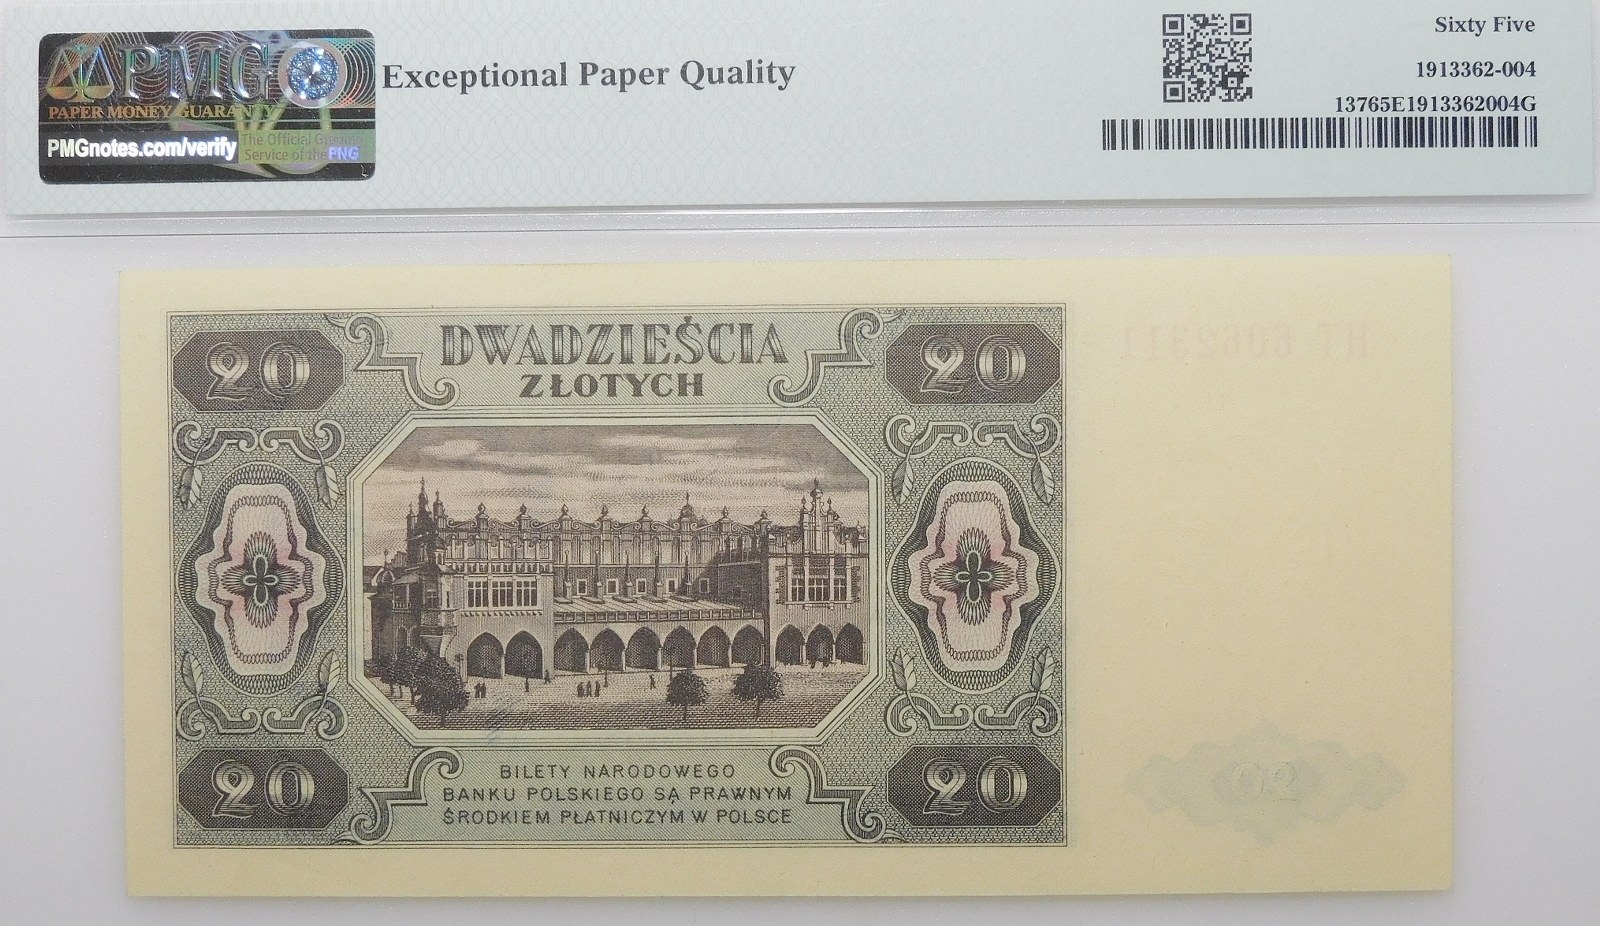 PMG
PAPER MONEY GUARANTY
PMGnotes.com/verify
The Official Grading
Service of the PNG
Exceptional Paper Quality
Sixty Five
1913362-004
13765E1913362004G
20
DWADZIEŚCIA
ZŁOTYCH
20
20
BILETY NARODOWEGO
BANKU POLSKIEGO SĄ PRAWNYM
ŚRODKIEM PŁATNICZYM W POLSCE
20
20